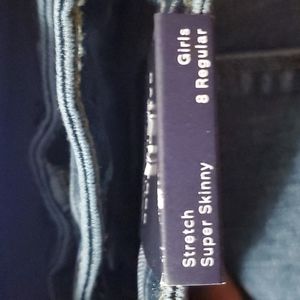 Stretch
Super Skinny
Girls
8 Regular